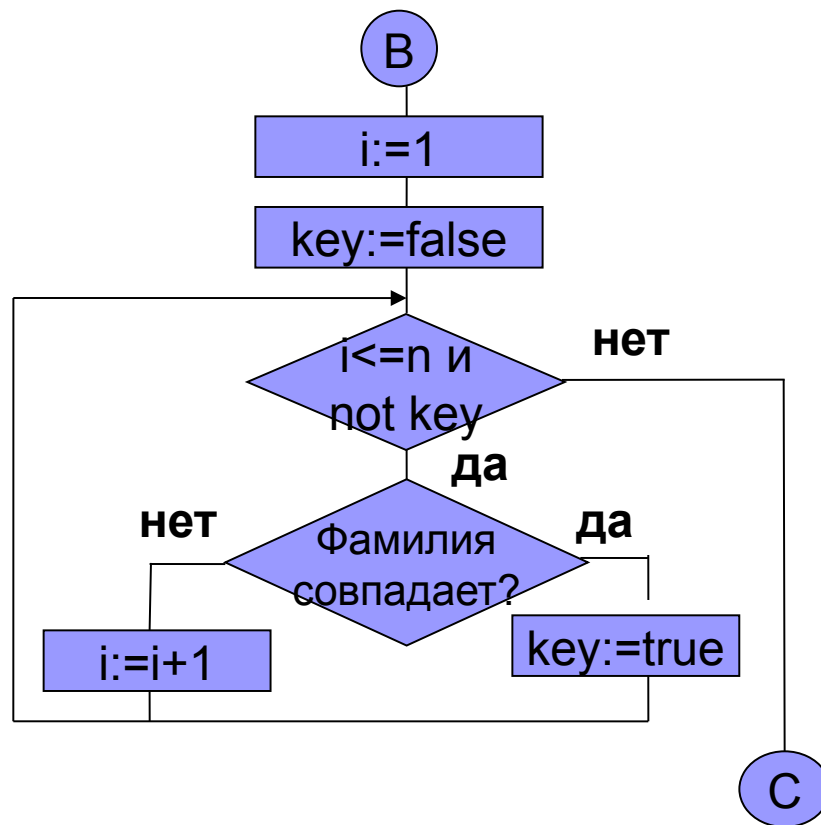 B
i:=1
key:=false
i<=n и
not key
нет
да
нет
да
Фамилия
совпадает?
i:=i+1
key:=true
C